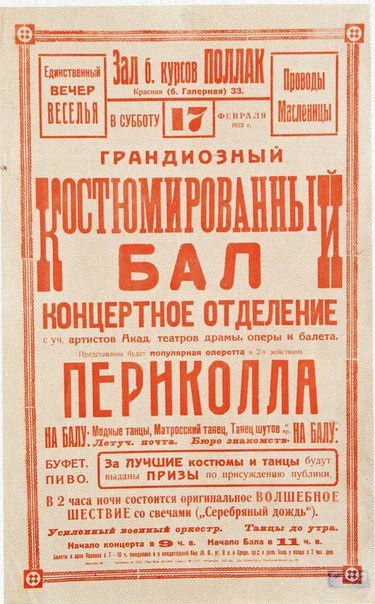 Единственный
ВЕЧЕР
ВЕСЕЛЬЯ
Зал б. курсов ПОЛЛАК
Красная (б. Галерная) 33.
В СУББОТУ 17 ФЕВРАЛЯ
1923 г.
Проводы
Масленицы
ГРАНДИОЗНЫЙ
КОСТЮМИРОВАННЫЙ
БАЛ
КОНЦЕРТНОЕ ОТДЕЛЕНИЕ
с уч. артистов Акад. театров драмы, оперы и балета.
Представлена будет популярная оперетта в 2-х действиях
ПЕРИКОЛЛА
НА БАЛУ: Модные танцы, Матросский танец, Танец шутов и пр. НА БАЛУ:
Летуч. почта. Бюро знакомств
БУФЕТ.
ПИВО.
За ЛУЧШИЕ костюмы и танцы будут
выданы ПРИЗЫ по присуждению публики.
В 2 часа ночи состоится оригинальное ВОЛШЕБНОЕ
ШЕСТВИЕ со свечами („Серебряный дождь“).
Усиленный военный оркестр. Танцы до утра.
Начало концерта в 9 ч. в. Начало Бала в 11 ч. в.